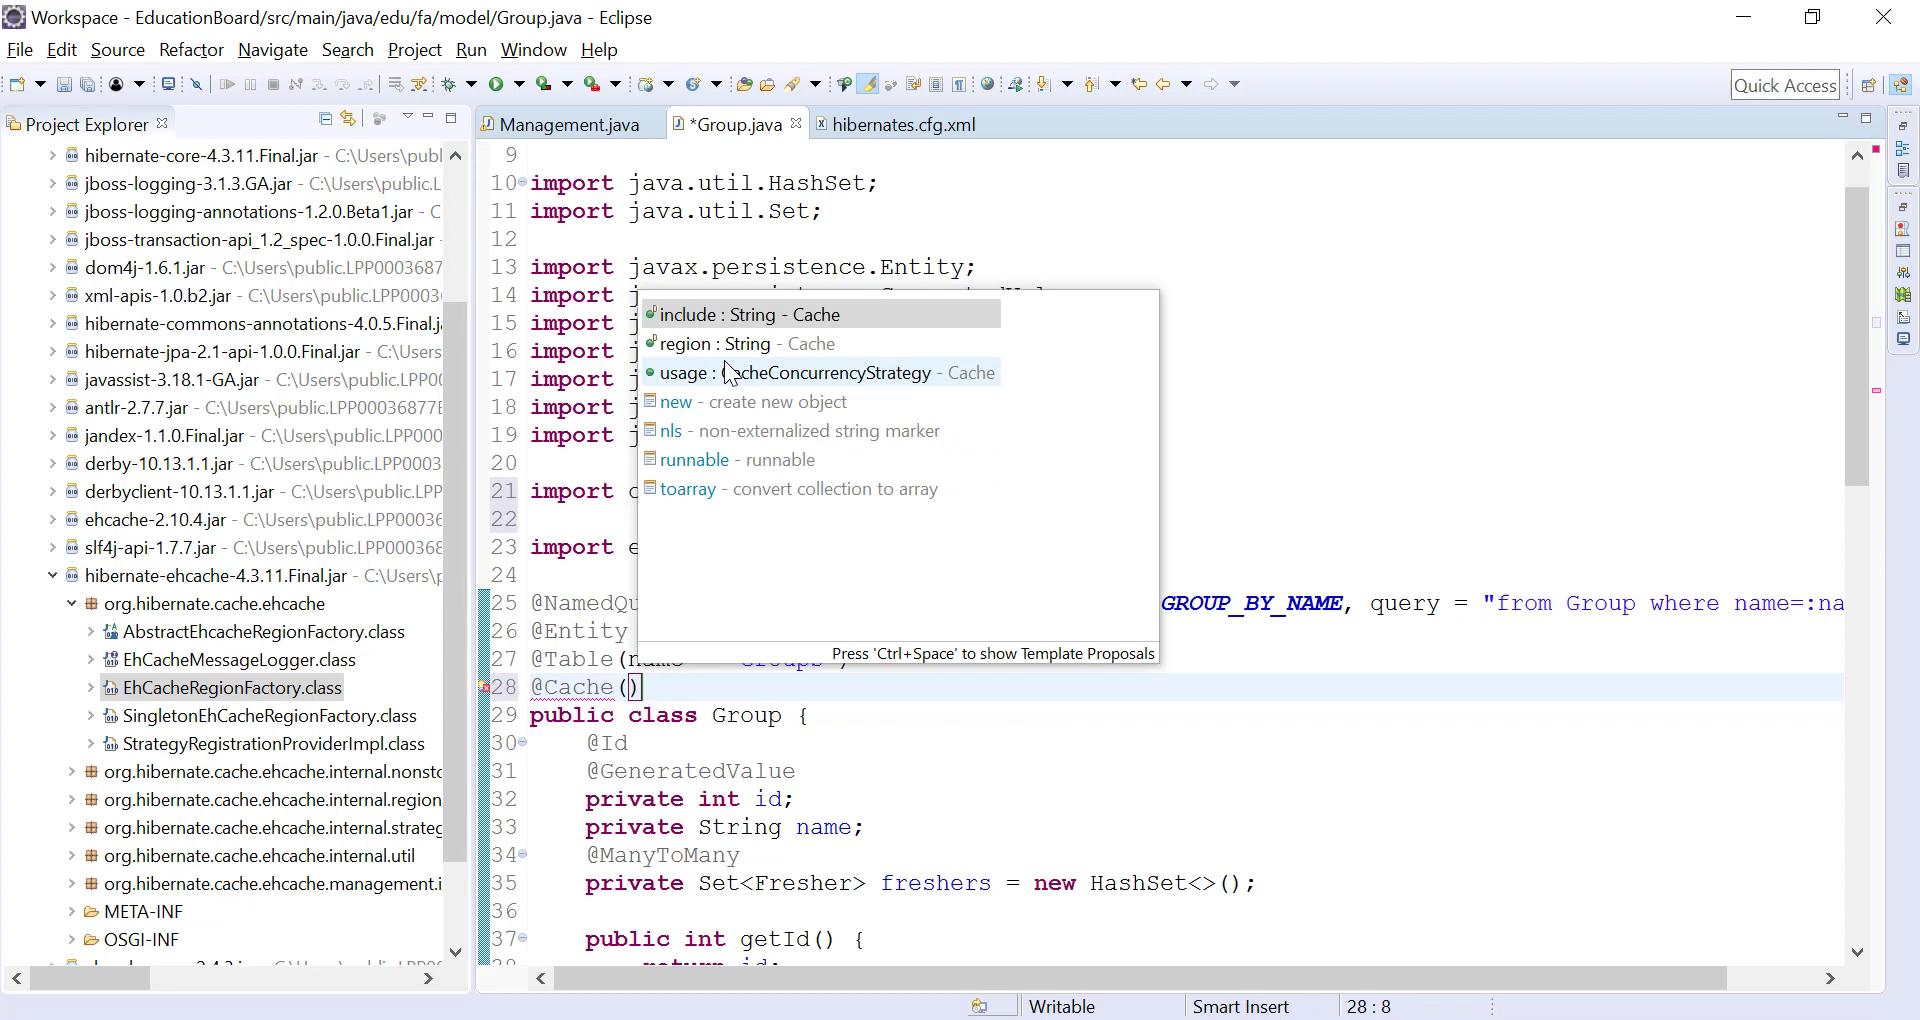 Workspace - EducationBoard/src/main/java/edu/fa/model/Group.java - Eclipse
File Edit Source Refactor Navigate Search Project Run Window Help
Quick Access
Project Explorer
Management.java
*Group.java
hibernates.cfg.xml
hibernate-core-4.3.11.Final.jar - C:\Users\publ
jboss-logging-3.1.3.GA.jar - C:\Users\public.L
jboss-logging-annotations-1.2.0.Beta1.jar - C
jboss-transaction-api_1.2_spec-1.0.0.Final.jar -
dom4j-1.6.1.jar - C:\Users\public.LPP0003687
xml-apis-1.0.b2.jar - C:\Users\public.LPP0003
hibernate-commons-annotations-4.0.5.Final.j
hibernate-jpa-2.1-api-1.0.0.Final.jar - C:\Users
javassist-3.18.1-GA.jar - C:\Users\public.LPP0
antlr-2.7.7.jar - C:\Users\public.LPP00036877E
jandex-1.1.0.Final.jar - C:\Users\public.LPP000
derby-10.13.1.1.jar - C:\Users\public.LPP0003
derbyclient-10.13.1.1.jar - C:\Users\public.LPP
ehcache-2.10.4.jar - C:\Users\public.LPP00036
slf4j-api-1.7.7.jar - C:\Users\public.LPP000368
hibernate-ehcache-4.3.11.Final.jar - C:\Users\p
org.hibernate.cache.ehcache
AbstractEhcacheRegionFactory.class
EhCacheMessageLogger.class
EhCacheRegionFactory.class
SingletonEhCacheRegionFactory.class
StrategyRegistrationProviderImpl.class
org.hibernate.cache.ehcache.internal.nonsto
org.hibernate.cache.ehcache.internal.region
org.hibernate.cache.ehcache.internal.strateg
org.hibernate.cache.ehcache.internal.util
org.hibernate.cache.ehcache.management.i
META-INF
OSGI-INF
9
10 import java.util.HashSet;
11 import java.util.Set;
12
13 import javax.persistence.Entity;
14 import j
15 import j
16 import j
17 import j
18 import j
19 import j
20
21 import o
22
23 import e
24
25 @NamedQu GROUP_BY_NAME, query = "from Group where name=:na
26 @Entity
27 @Table(name
28 @Cache()
29 public class Group {
30 @Id
31 @GeneratedValue
32 private int id;
33 private String name;
34 @ManyToMany
35 private Set<Fresher> freshers = new HashSet<>();
36
37 public int getId() {
include : String - Cache
region : String - Cache
usage : CacheConcurrencyStrategy - Cache
new - create new object
nls - non-externalized string marker
runnable - runnable
toarray - convert collection to array
Press 'Ctrl+Space' to show Template Proposals
Writable
Smart Insert
28 : 8